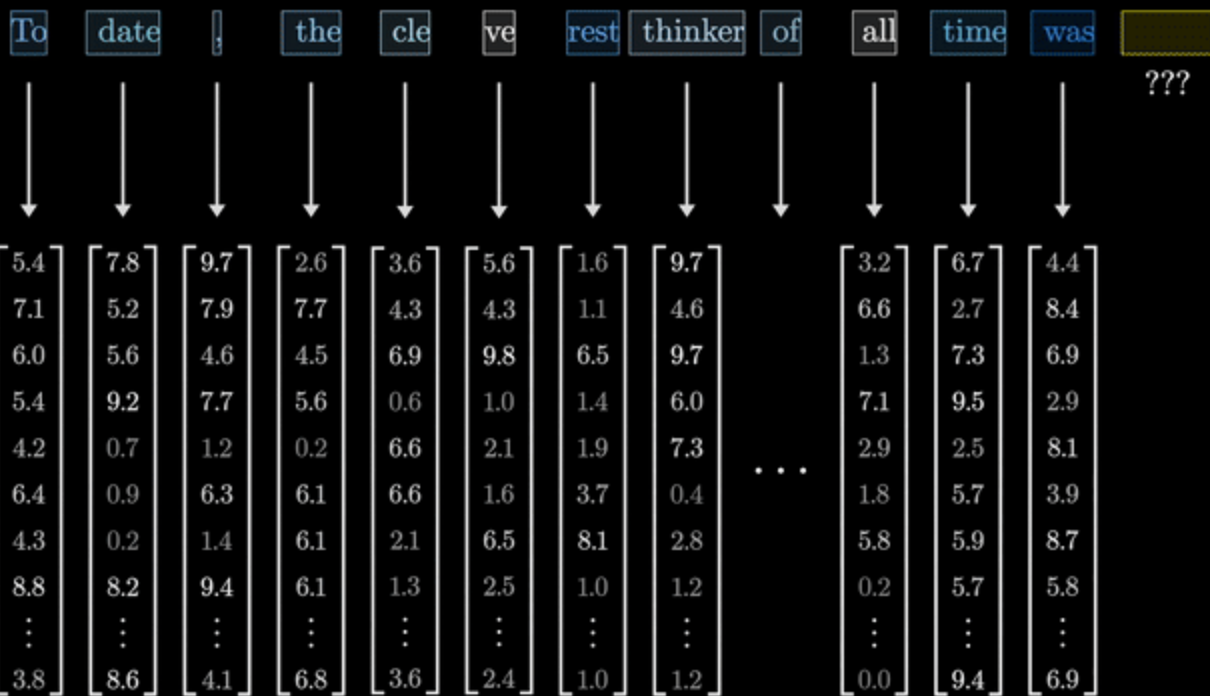 To date , the cle ve rest thinker of all time was
???
5.4 7.8 9.7 2.6 3.6 5.6 1.6 9.7 3.2 6.7 4.4
7.1 5.2 7.9 7.7 4.3 4.3 1.1 4.6 6.6 2.7 8.4
6.0 5.6 4.6 4.5 6.9 9.8 6.5 9.7 1.3 7.3 6.9
5.4 9.2 7.7 5.6 0.6 1.0 1.4 6.0 7.1 9.5 2.9
4.2 0.7 1.2 0.2 6.6 2.1 1.9 7.3 ... 2.9 2.5 8.1
6.4 0.9 6.3 6.1 6.6 1.6 3.7 0.4 1.8 5.7 3.9
4.3 0.2 1.4 6.1 2.1 6.5 8.1 2.8 5.8 5.9 8.7
8.8 8.2 9.4 6.1 1.3 2.5 1.0 1.2 0.2 5.7 5.8
⋮ ⋮ ⋮ ⋮ ⋮ ⋮ ⋮ ⋮ ⋮ ⋮ ⋮
3.8 8.6 4.1 6.8 3.6 2.4 1.0 1.2 0.0 9.4 6.9